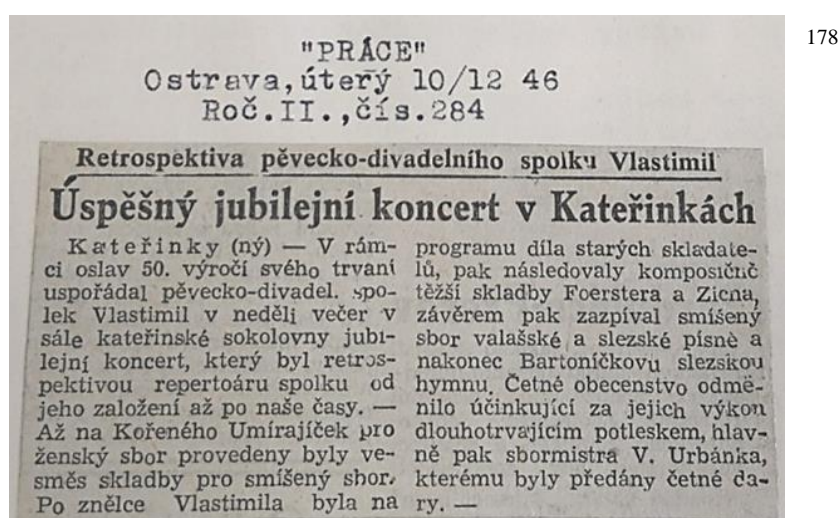 178
"PRÁCE"
Ostrava,úterý 10/12 46
Roč.II.,čís.284
Retrospektiva pěvecko-divadelního spolku Vlastimil
Úspěšný jubilejní koncert v Kateřinkách
Kateřinky (ný) — V rám-
ci oslav 50. výročí svého trvaní
uspořádal pěvecko-divadel. spo-
lek Vlastimil v neděli večer v
sále kateřinské sokolovny jubi-
lejní koncert, který byl retros-
pektivou repertoáru spolku od
jeho založení až po naše časy. —
Až na Kořeného Umírajíček pro
ženský sbor provedeny byly ve-
směs skladby pro smíšený sbor.
Po znělce Vlastimila byla na
programu díla starých skladate-
lů, pak následovaly komposičně
těžší skladby Foerstera a Zicha,
závěrem pak zazpíval smíšený
sbor valašské a slezské písně a
nakonec Bartoníčkovu slezskou
hymnu. Četné obecenstvo odmě-
nilo účinkující za jejich výkon
dlouhotrvajícím potleskem, hlav-
ně pak sbormistra V. Urbánka,
kterému byly předány četné da-
ry. —